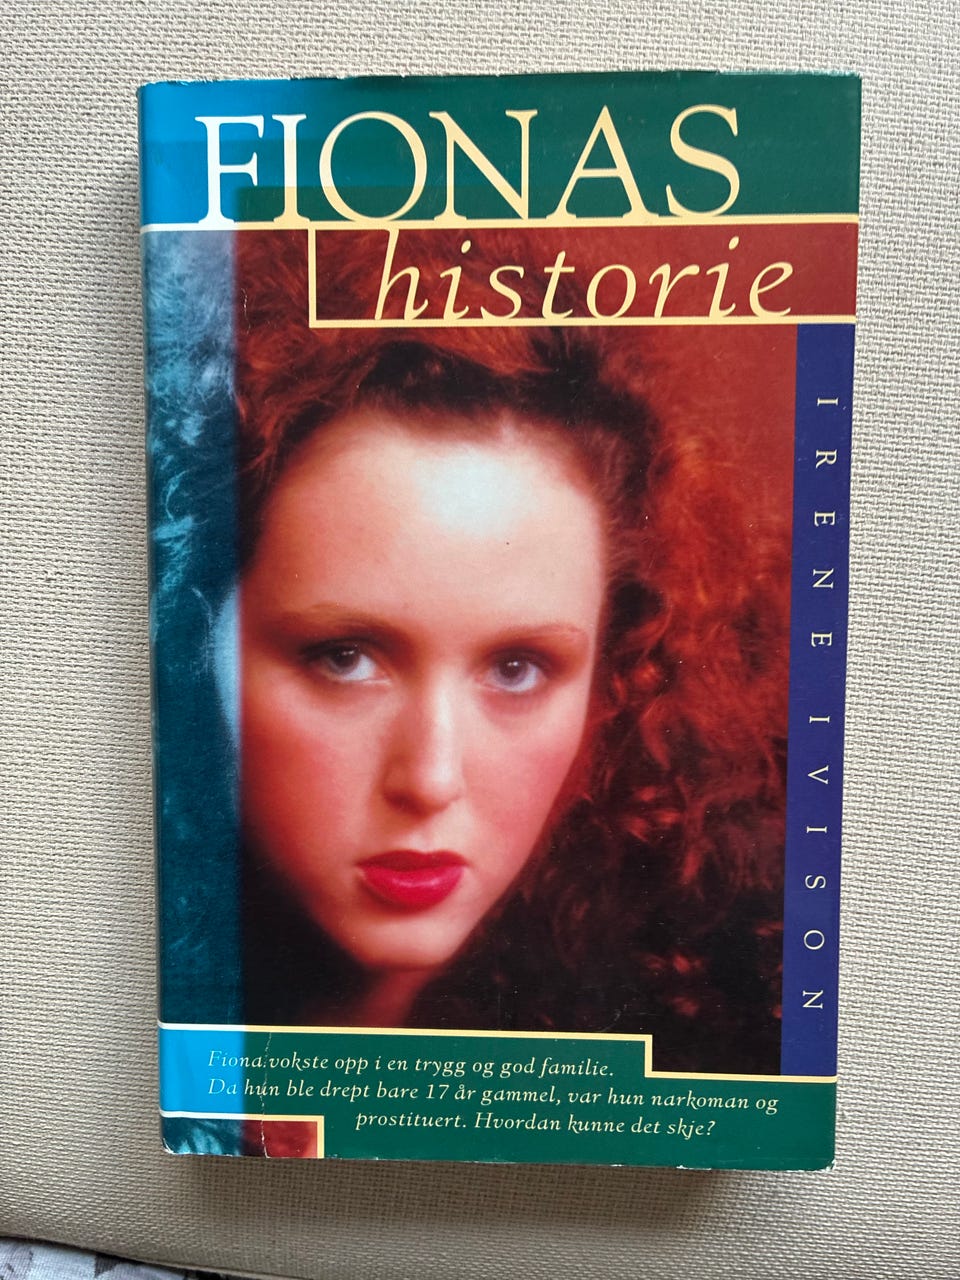 FIONAS
historie
IRENE IVISON
Fiona vokste opp i en trygg og god familie.
Da hun ble drept bare 17 år gammel, var hun narkoman og
prostituert. Hvordan kunne det skje?